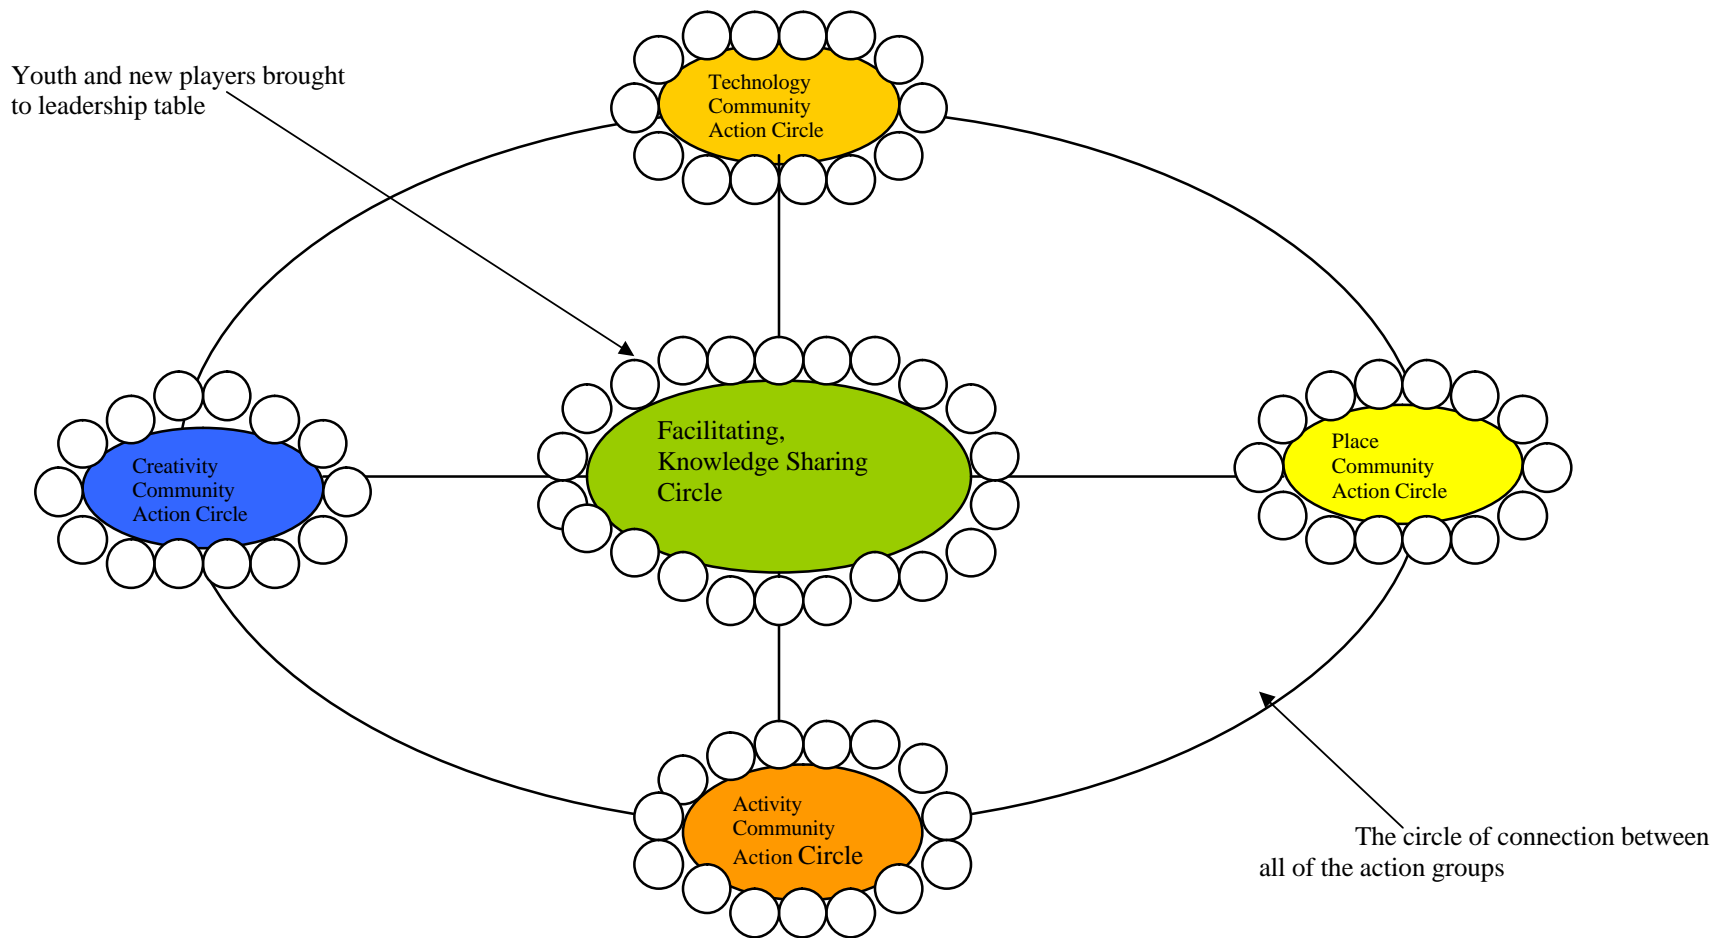 Youth and new players brought
to leadership table
Technology
Community
Action Circle
Facilitating,
Knowledge Sharing
Circle
Creativity
Community
Action Circle
Place
Community
Action Circle
Activity
Community
Action Circle
The circle of connection between
all of the action groups